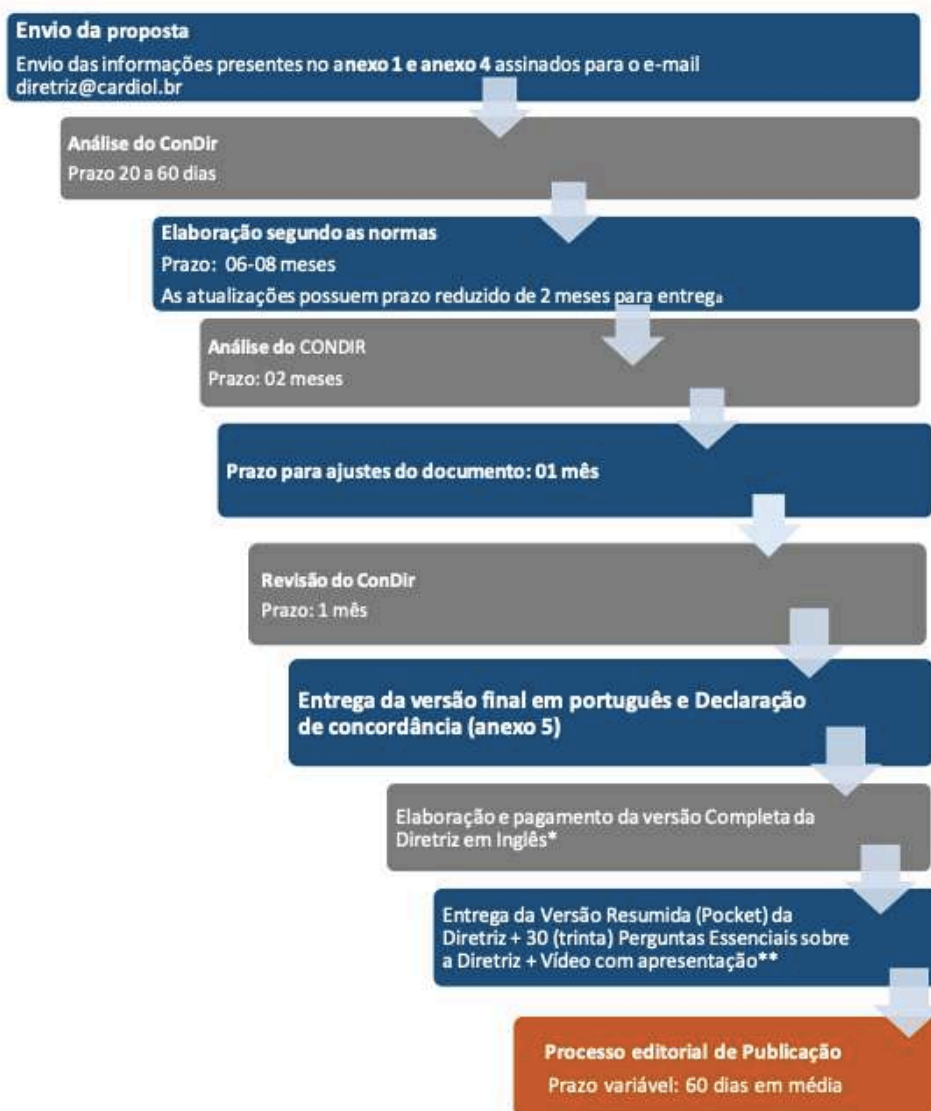 Envio da proposta
Envio das informações presentes no anexo 1 e anexo 4 assinados para o e-mail
diretriz@cardiol.br
Análise do ConDir
Prazo 20 a 60 dias
Elaboração segundo as normas
Prazo: 06-08 meses
As atualizações possuem prazo reduzido de 2 meses para entrega
Análise do CONDIR
Prazo: 02 meses
Prazo para ajustes do documento: 01 mês
Revisão do ConDir
Prazo: 1 mês
Entrega da versão final em português e Declaração
de concordância (anexo 5)
Elaboração e pagamento da versão Completa da
Diretriz em Inglês*
Entrega da Versão Resumida (Pocket) da
Diretriz + 30 (trinta) Perguntas Essenciais sobre
a Diretriz + Vídeo com apresentação**
Processo editorial de Publicação
Prazo variável: 60 dias em média